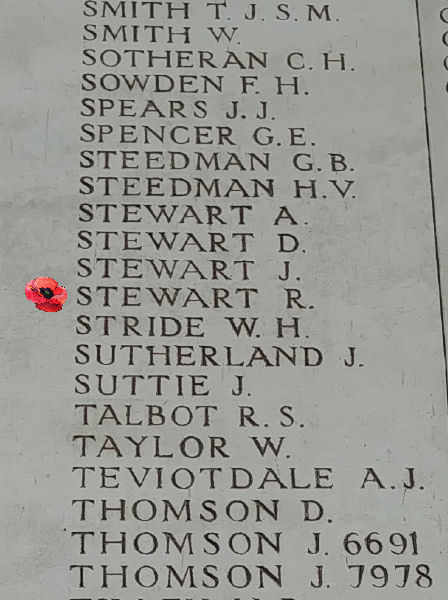 SMITH T. J. S. M.
SMITH W.
SOTHERAN C. H.
SOWDEN F. H.
SPEARS J. J.
SPENCER G. E.
STEEDMAN G. B.
STEEDMAN H. V.
STEWART A.
STEWART D.
STEWART J.
STEWART R.
STRIDE W. H.
SUTHERLAND J.
SUTTIE J.
TALBOT R. S.
TAYLOR W.
TEVIOTDALE A. J.
THOMSON D.
THOMSON J. 6691
THOMSON J. 7978